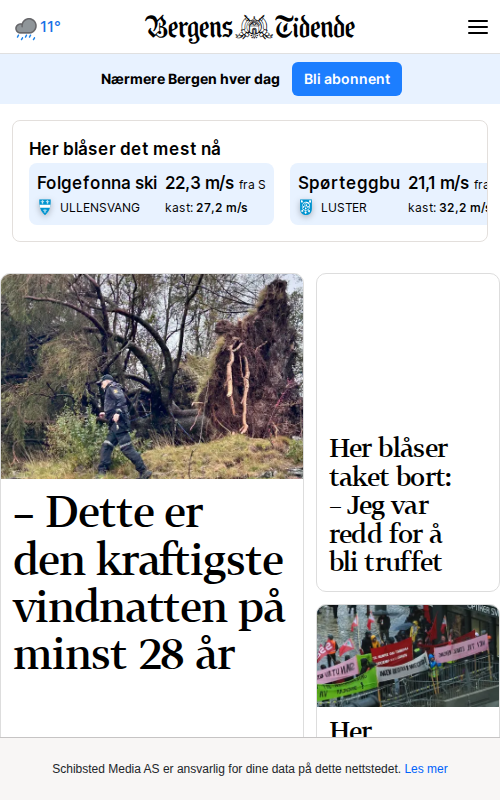 11°
Bergens Tidende
Nærmere Bergen hver dag
Bli abonnent
Her blåser det mest nå
Folgefonna ski 22,3 m/s fra S
ULLENSVANG kast: 27,2 m/s
Spørteggbu 21,1 m/s fra
LUSTER kast: 32,2 m/s
– Dette er
den kraftigste
vindnatten på
minst 28 år
Her blåser
taket bort:
– Jeg var
redd for å
bli truffet
Her
Schibsted Media AS er ansvarlig for dine data på dette nettstedet. Les mer